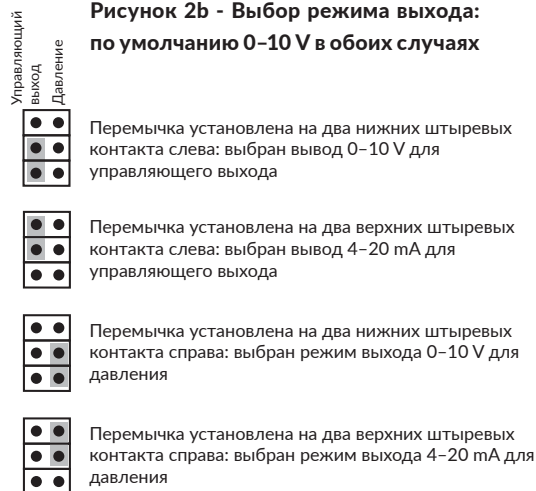 Рисунок 2b - Выбор режима выхода:
по умолчанию 0–10 V в обоих случаях
Управляющий
выход
Давление
Перемычка установлена на два нижних штыревых
контакта слева: выбран вывод 0–10 V для
управляющего выхода
Перемычка установлена на два верхних штыревых
контакта слева: выбран вывод 4–20 mA для
управляющего выхода
Перемычка установлена на два нижних штыревых
контакта справа: выбран режим выхода 0–10 V для
давления
Перемычка установлена на два верхних штыревых
контакта справа: выбран режим выхода 4–20 mA для
давления